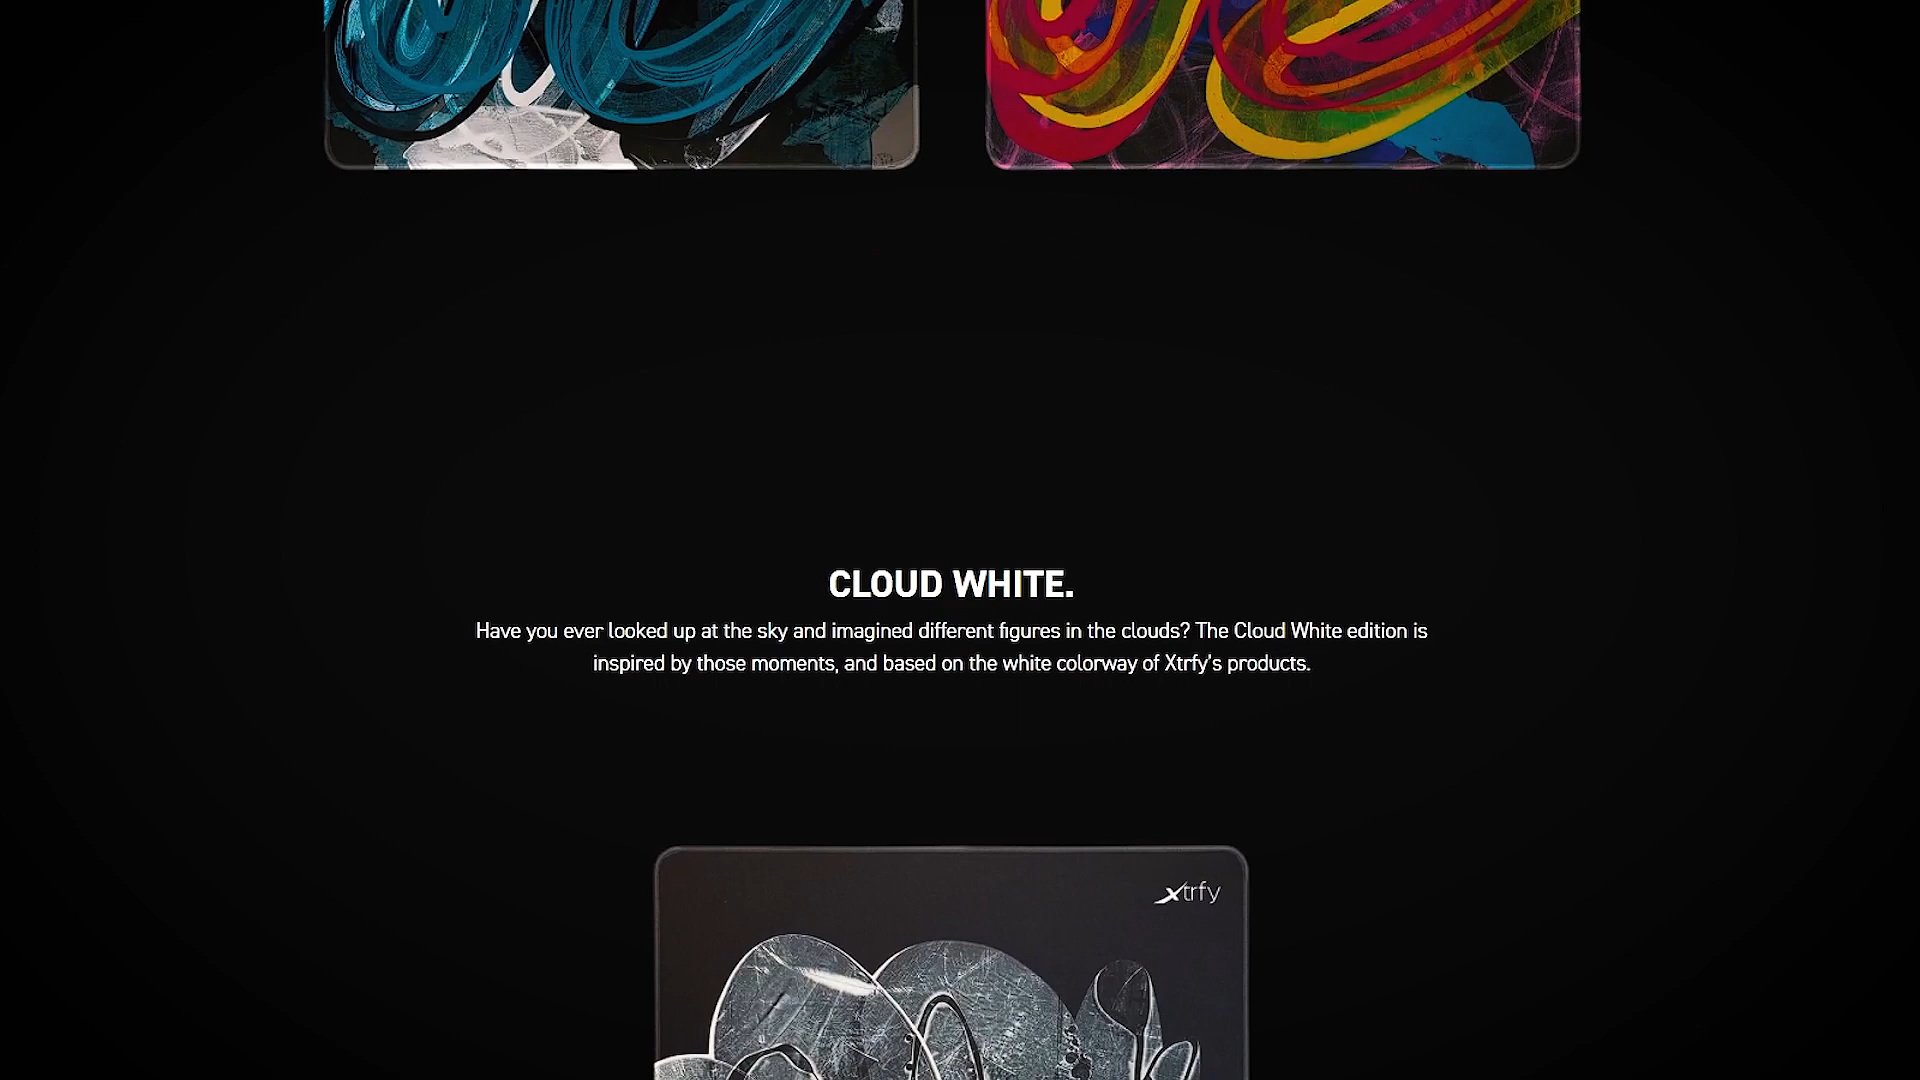 CLOUD WHITE.
Have you ever looked up at the sky and imagined different figures in the clouds? The Cloud White edition is
inspired by those moments, and based on the white colorway of Xtrfy's products.
xtrfy